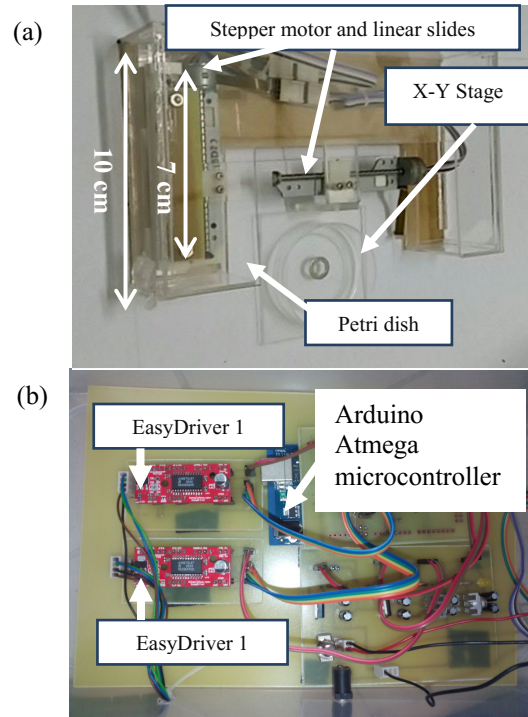 (a)
Stepper motor and linear slides
X-Y Stage
10 cm
7 cm
Petri dish
(b)
EasyDriver 1
Arduino
Atmega
microcontroller
EasyDriver 1